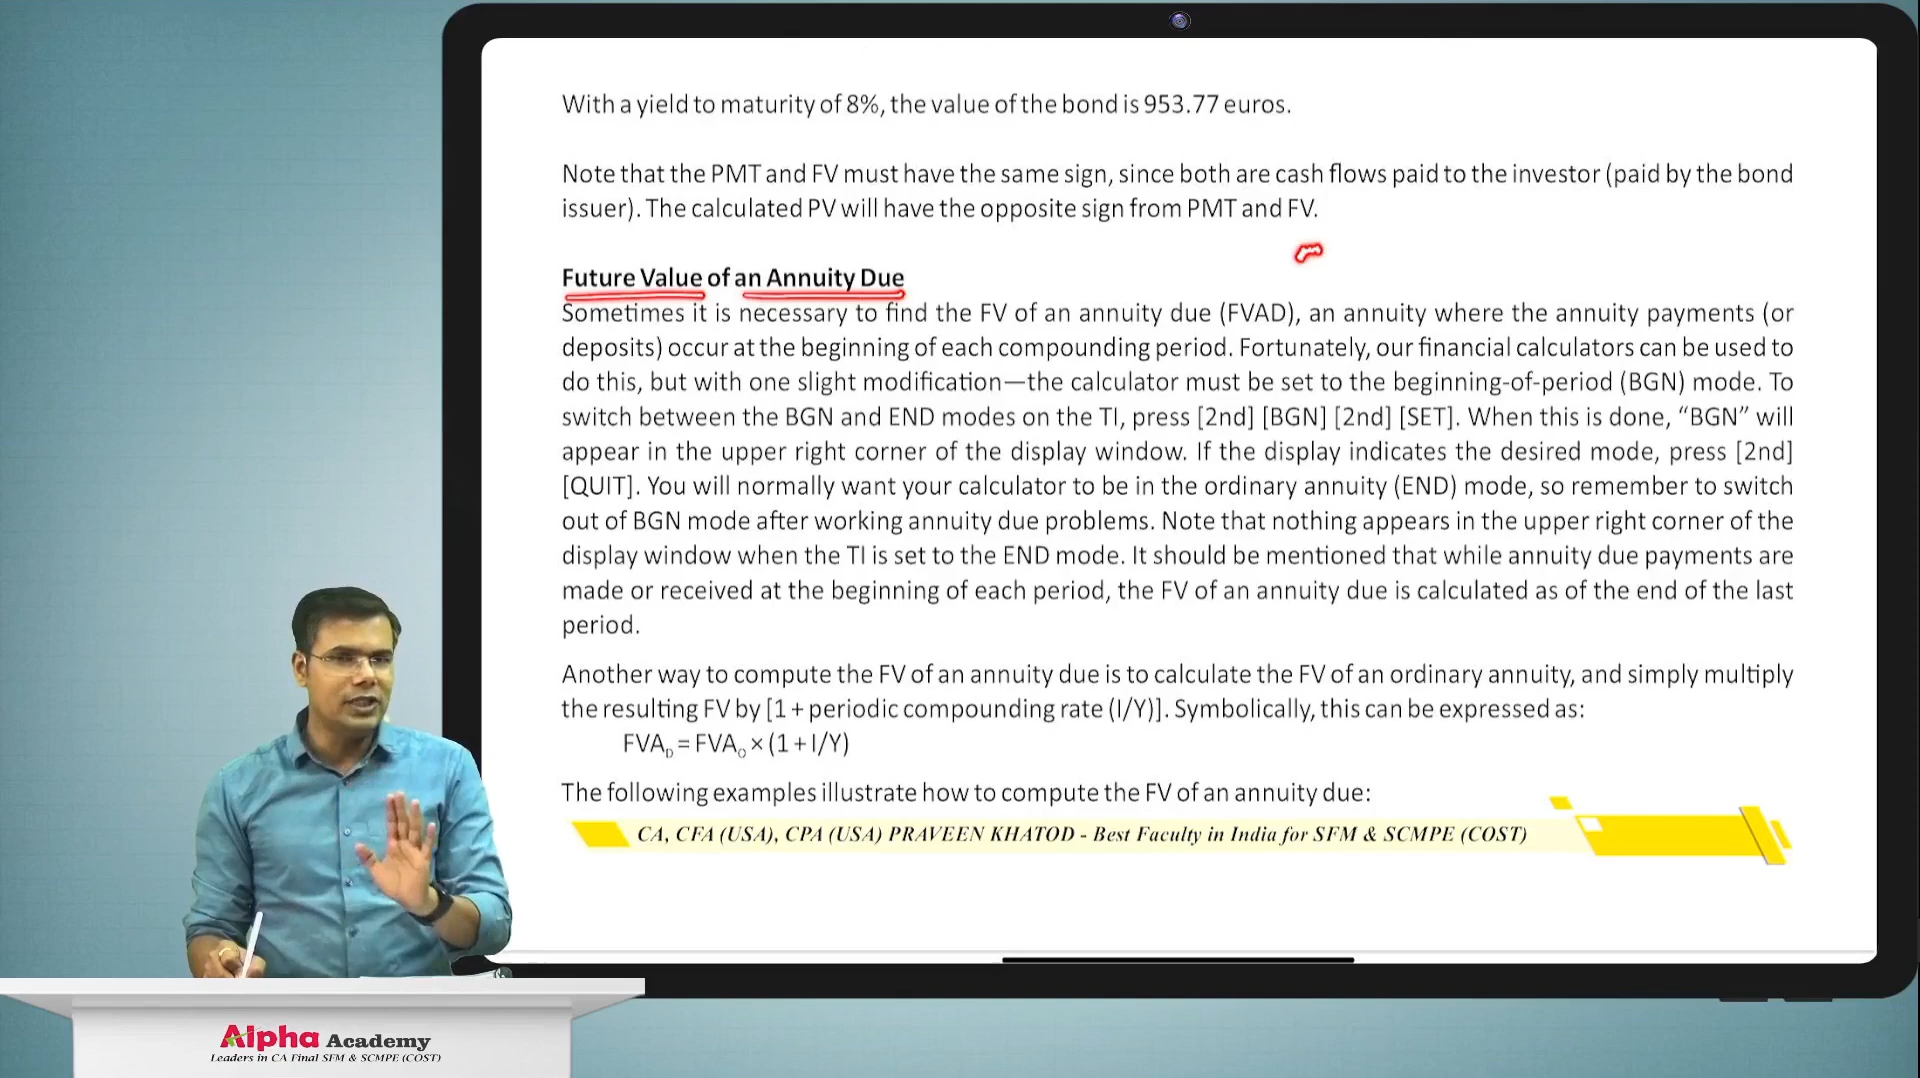 With a yield to maturity of 8%, the value of the bond is 953.77 euros.
Note that the PMT and FV must have the same sign, since both are cash flows paid to the investor (paid by the bond
issuer). The calculated PV will have the opposite sign from PMT and FV.
Future Value of an Annuity Due
Sometimes it is necessary to find the FV of an annuity due (FVAD), an annuity where the annuity payments (or
deposits) occur at the beginning of each compounding period. Fortunately, our financial calculators can be used to
do this, but with one slight modification—the calculator must be set to the beginning-of-period (BGN) mode. To
switch between the BGN and END modes on the TI, press [2nd] [BGN] [2nd] [SET]. When this is done, “BGN” will
appear in the upper right corner of the display window. If the display indicates the desired mode, press [2nd]
[QUIT]. You will normally want your calculator to be in the ordinary annuity (END) mode, so remember to switch
out of BGN mode after working annuity due problems. Note that nothing appears in the upper right corner of the
display window when the TI is set to the END mode. It should be mentioned that while annuity due payments are
made or received at the beginning of each period, the FV of an annuity due is calculated as of the end of the last
period.
Another way to compute the FV of an annuity due is to calculate the FV of an ordinary annuity, and simply multiply
the resulting FV by [1 + periodic compounding rate (I/Y)]. Symbolically, this can be expressed as:
FVA_D = FVA_O × (1 + I/Y)
The following examples illustrate how to compute the FV of an annuity due:
CA, CFA (USA), CPA (USA) PRAVEEN KHATOD - Best Faculty in India for SFM & SCMPE (COST)
Alpha Academy
Leaders in CA Final SFM & SCMPE (COST)